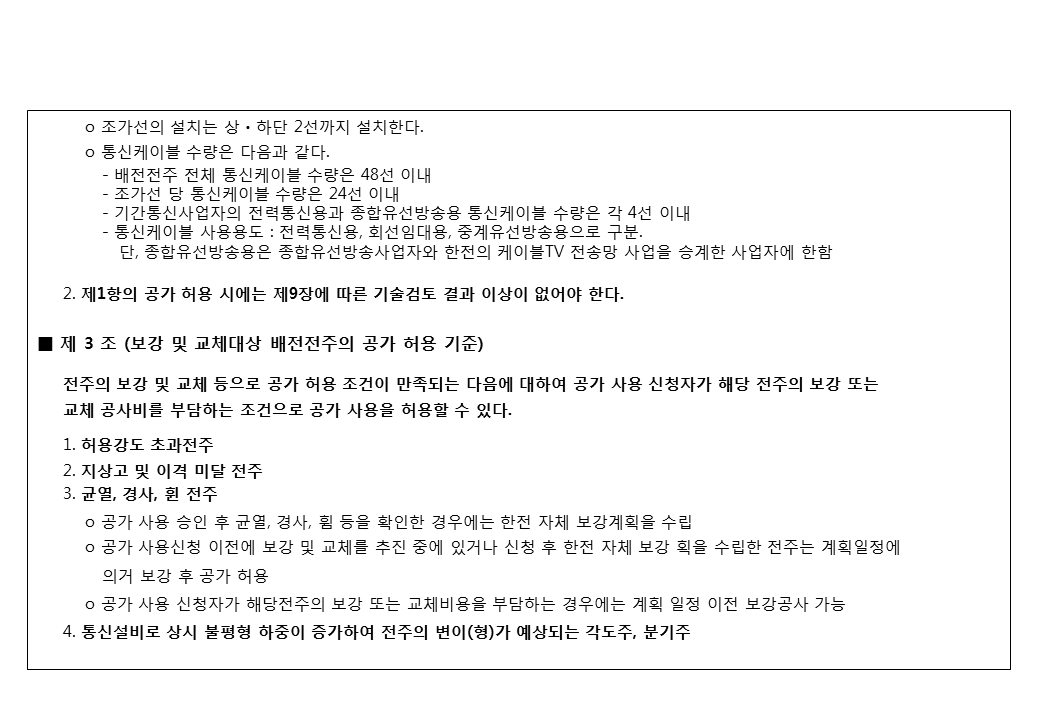 ο 조가선의 설치는 상・하단 2선까지 설치한다.
ο 통신케이블 수량은 다음과 같다.
- 배전전주 전체 통신케이블 수량은 48선 이내
- 조가선 당 통신케이블 수량은 24선 이내
- 기간통신사업자의 전력통신용과 종합유선방송용 통신케이블 수량은 각 4선 이내
- 통신케이블 사용용도 : 전력통신용, 회선임대용, 중계유선방송용으로 구분.
단, 종합유선방송용은 종합유선방송사업자와 한전의 케이블TV 전송망 사업을 승계한 사업자에 한함
2. 제1항의 공가 허용 시에는 제9장에 따른 기술검토 결과 이상이 없어야 한다.
■ 제 3 조 (보강 및 교체대상 배전전주의 공가 허용 기준)
전주의 보강 및 교체 등으로 공가 허용 조건이 만족되는 다음에 대하여 공가 사용 신청자가 해당 전주의 보강 또는
교체 공사비를 부담하는 조건으로 공가 사용을 허용할 수 있다.
1. 허용강도 초과전주
2. 지상고 및 이격 미달 전주
3. 균열, 경사, 휜 전주
ο 공가 사용 승인 후 균열, 경사, 휨 등을 확인한 경우에는 한전 자체 보강계획을 수립
ο 공가 사용신청 이전에 보강 및 교체를 추진 중에 있거나 신청 후 한전 자체 보강 획을 수립한 전주는 계획일정에
의거 보강 후 공가 허용
ο 공가 사용 신청자가 해당전주의 보강 또는 교체비용을 부담하는 경우에는 계획 일정 이전 보강공사 가능
4. 통신설비로 상시 불평형 하중이 증가하여 전주의 변이(형)가 예상되는 각도주, 분기주